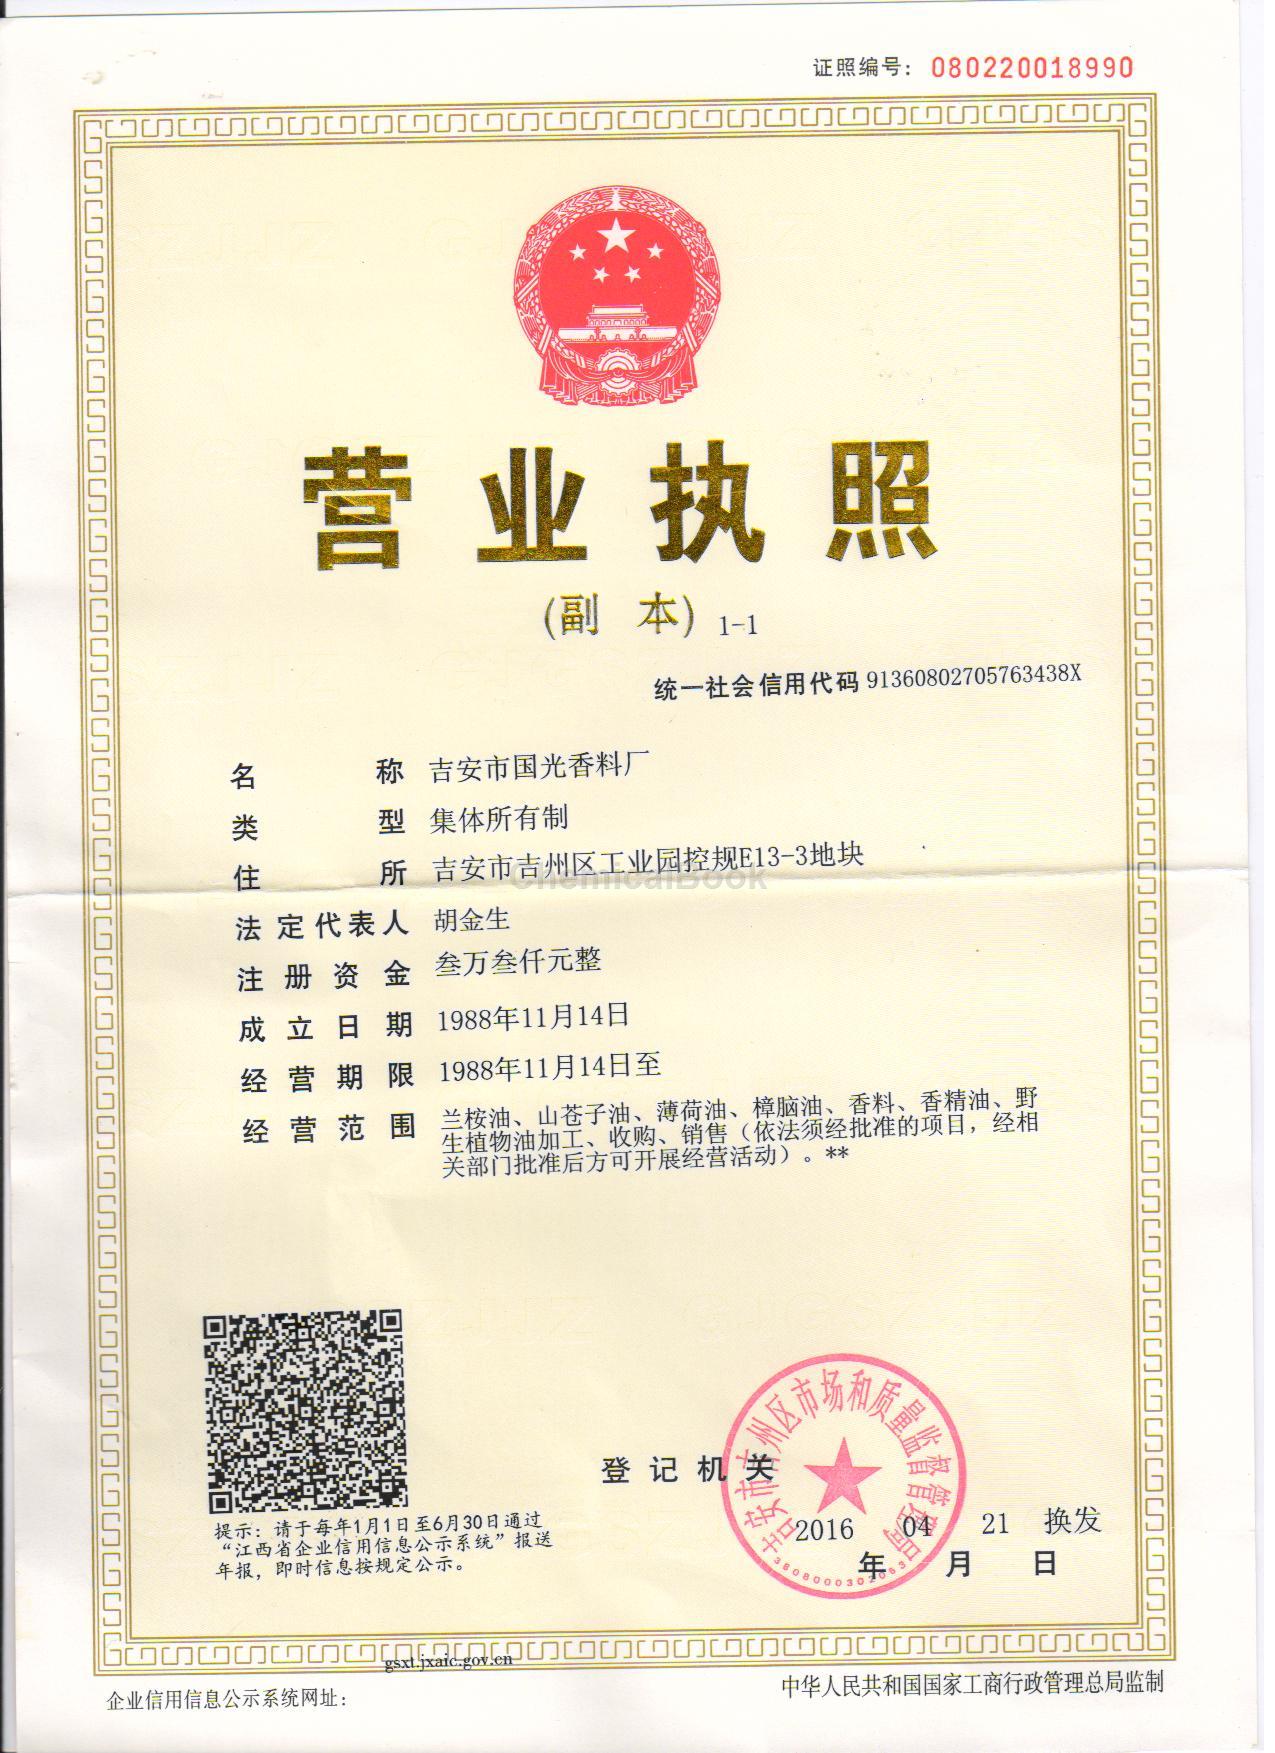 证照编号：080220018990
营业执照
(副 本) 1-1
统一社会信用代码 91360802705763438X
名 称 吉安市国光香料厂
类 型 集体所有制
住 所 吉安市吉州区工业园控规E13-3地块
ChemicalBook
法定代表人 胡金生
注册资金 叁万叁仟元整
成立日期 1988年11月14日
经营期限 1988年11月14日至
经营范围 兰桉油、山苍子油、薄荷油、樟脑油、香料、香精油、野
生植物油加工、收购、销售（依法须经批准的项目，经相
关部门批准后方可开展经营活动）。**
吉安市吉州区市场和质量监督管理局
登记机关
2016 04 21 换发
年 月 日
提示：请于每年1月1日至6月30日通过
“江西省企业信用信息公示系统”报送
年报，即时信息按规定公示。
gsxt.jxaic.gov.cn
企业信用信息公示系统网址：
中华人民共和国国家工商行政管理总局监制